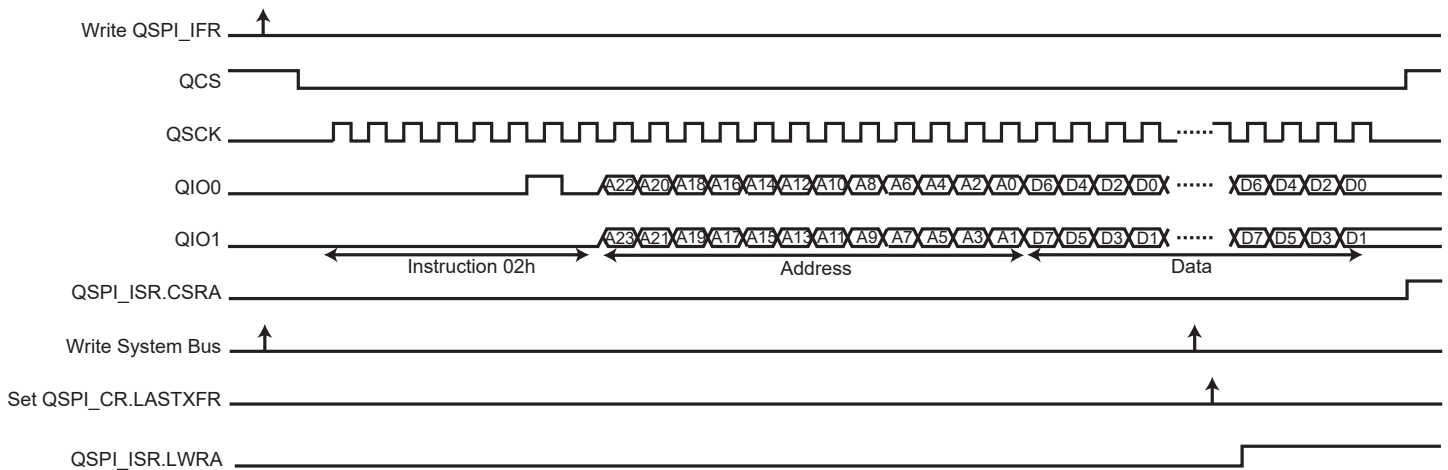 Write QSPI_IFR
QCS
QSCK
QIO0 A22 A20 A18 A16 A14 A12 A10 A8 A6 A4 A2 A0 D6 D4 D2 D0 D6 D4 D2 D0
QIO1 A23 A21 A19 A17 A15 A13 A11 A9 A7 A5 A3 A1 D7 D5 D3 D1 D7 D5 D3 D1
Instruction 02h Address Data
QSPI_ISR.CSRA
Write System Bus
Set QSPI_CR.LASTXFR
QSPI_ISR.LWRA